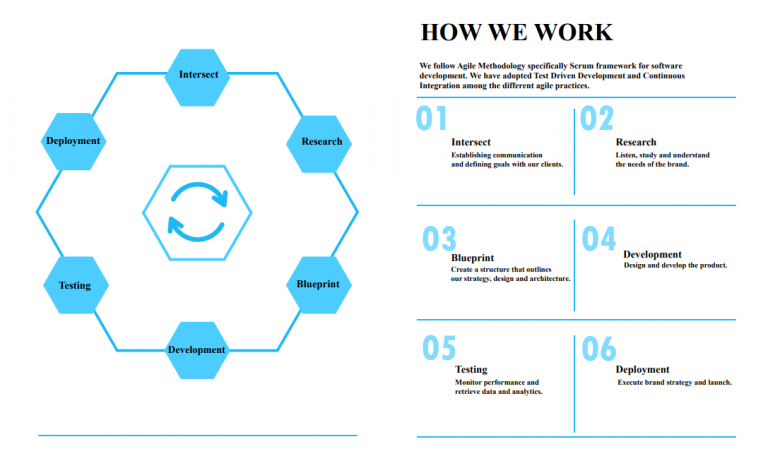 Intersect
Deployment
Research
Testing
Blueprint
Development
HOW WE WORK
We follow Agile Methodology specifically Scrum framework for software
development. We have adopted Test Driven Development and Continuous
Integration among the different agile practices.
01
Intersect
Establishing communication
and defining goals with our clients.
02
Research
Listen, study and understand
the needs of the brand.
03
Blueprint
Create a structure that outlines
our strategy, design and architecture.
04
Development
Design and develop the product.
05
Testing
Monitor performance and
retrieve data and analytics.
06
Deployment
Execute brand strategy and launch.